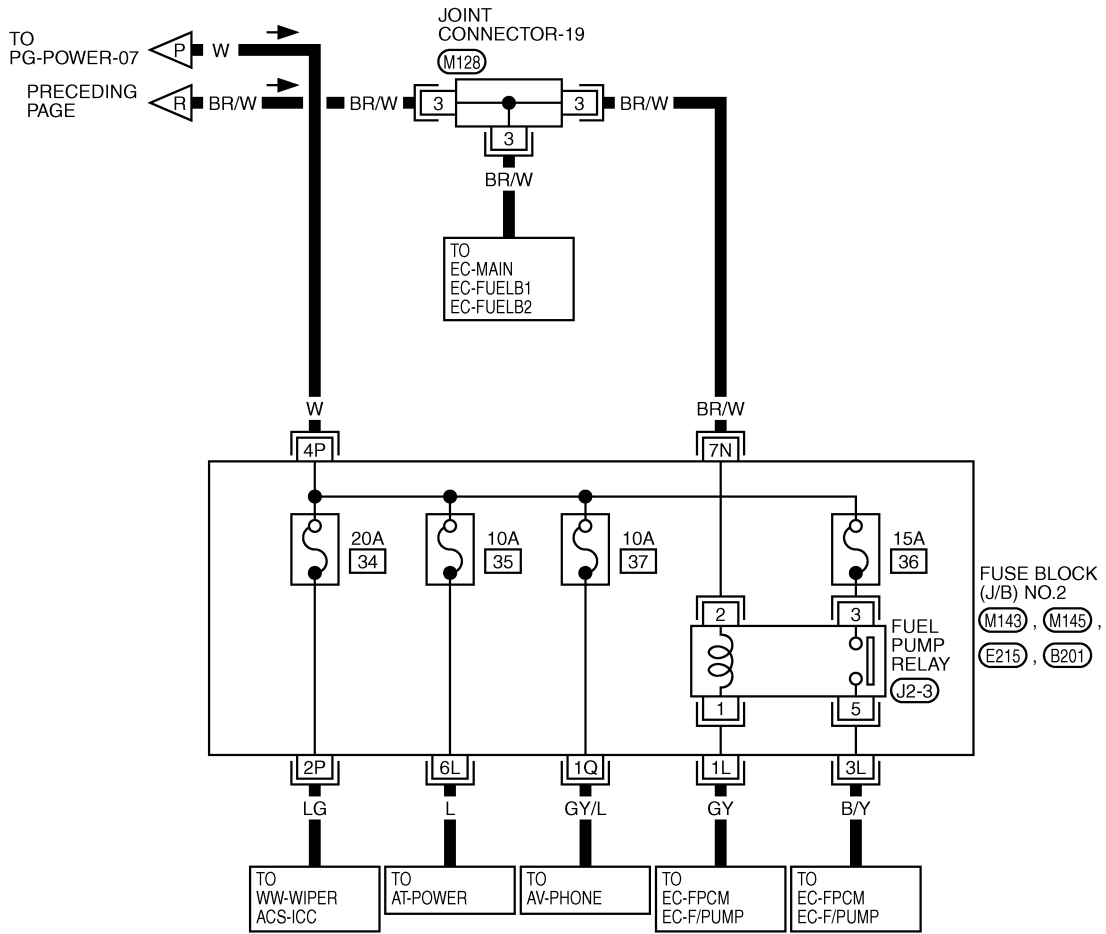 JOINT
CONNECTOR-19
M128
TO
PG-POWER-07
P
W
PRECEDING
PAGE
R
BR/W
BR/W
3
3
BR/W
3
BR/W
TO
EC-MAIN
EC-FUELB1
EC-FUELB2
W
BR/W
4P
7N
20A
34
10A
35
10A
37
15A
36
FUSE BLOCK
(J/B) NO.2
M143 , M145 ,
E215 , B201
2
3
FUEL
PUMP
RELAY
J2-3
1
5
2P
6L
1Q
1L
3L
LG
L
GY/L
GY
B/Y
TO
WW-WIPER
ACS-ICC
TO
AT-POWER
TO
AV-PHONE
TO
EC-FPCM
EC-F/PUMP
TO
EC-FPCM
EC-F/PUMP